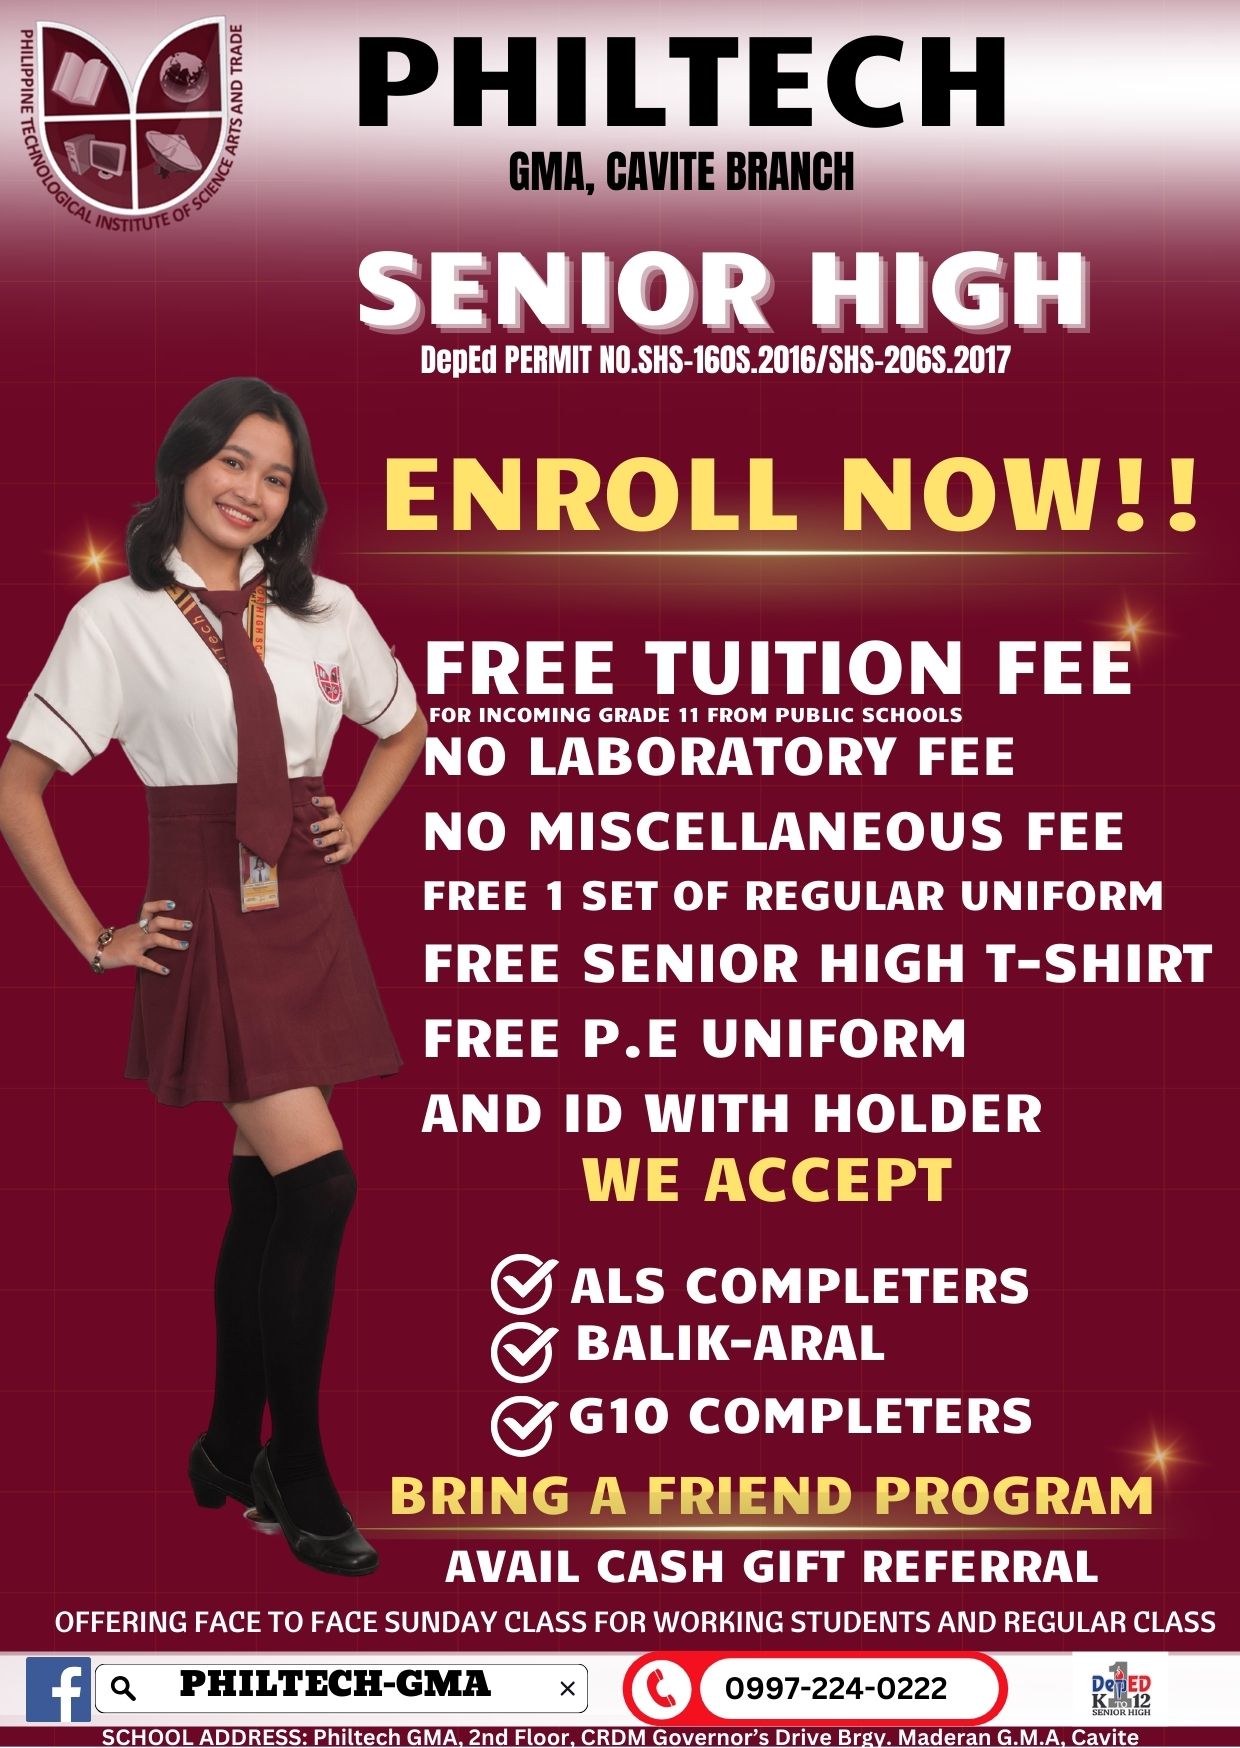 PHILIPPINE TECHNOLOGICAL INSTITUTE OF SCIENCE ARTS AND TRADE
PHILTECH
GMA, CAVITE BRANCH
SENIOR HIGH
DepEd PERMIT NO.SHS-160S.2016/SHS-206S.2017
ENROLL NOW!!
FREE TUITION FEE
FOR INCOMING GRADE 11 FROM PUBLIC SCHOOLS
NO LABORATORY FEE
NO MISCELLANEOUS FEE
FREE 1 SET OF REGULAR UNIFORM
FREE SENIOR HIGH T-SHIRT
FREE P.E UNIFORM
AND ID WITH HOLDER
WE ACCEPT
ALS COMPLETERS
BALIK-ARAL
G10 COMPLETERS
BRING A FRIEND PROGRAM
AVAIL CASH GIFT REFERRAL
OFFERING FACE TO FACE SUNDAY CLASS FOR WORKING STUDENTS AND REGULAR CLASS
f
PHILTECH-GMA
0997-224-0222
DepED
K TO 12
SENIOR HIGH
SCHOOL ADDRESS: Philtech GMA, 2nd Floor, CRDM Governor's Drive Brgy. Maderan G.M.A, Cavite